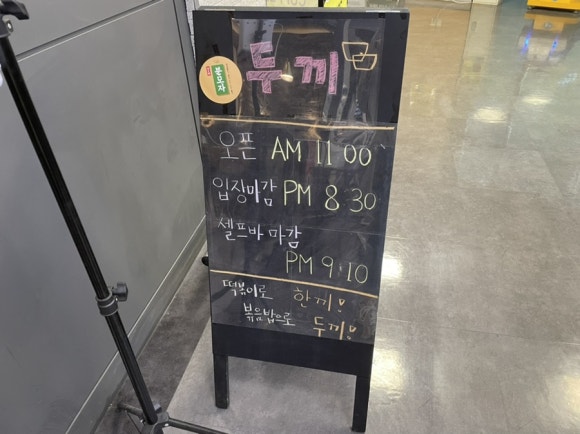 두끼
분모자
오픈 AM 11 00
입장마감 PM 8 30
셀프바 마감
PM 9:10
떡볶이로 한끼!
볶음밥으로 두끼!